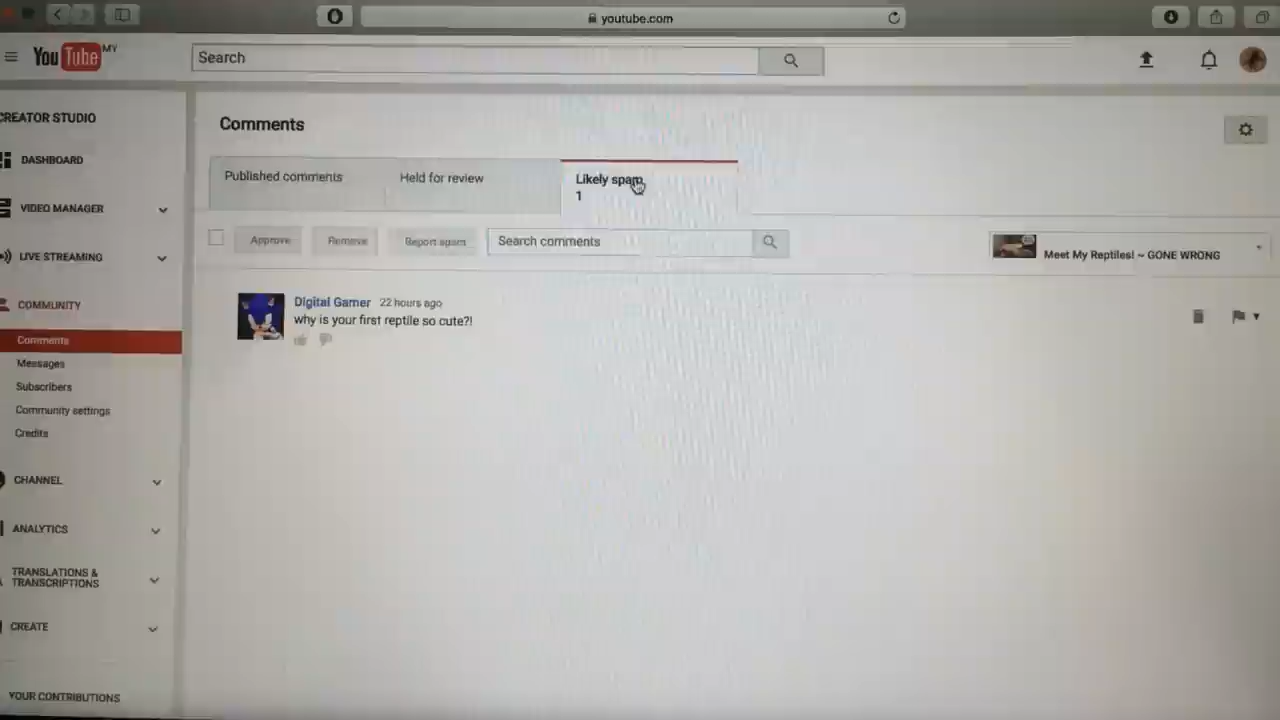 youtube.com
YouTube MY
Search
CREATOR STUDIO
DASHBOARD
VIDEO MANAGER
LIVE STREAMING
COMMUNITY
Comments
Messages
Subscribers
Community settings
Credits
CHANNEL
ANALYTICS
TRANSLATIONS &
TRANSCRIPTIONS
CREATE
YOUR CONTRIBUTIONS
Comments
Published comments
Held for review
Likely spam
1
Approve
Remove
Report spam
Search comments
Meet My Reptiles! ~ GONE WRONG
Digital Gamer 22 hours ago
why is your first reptile so cute?!